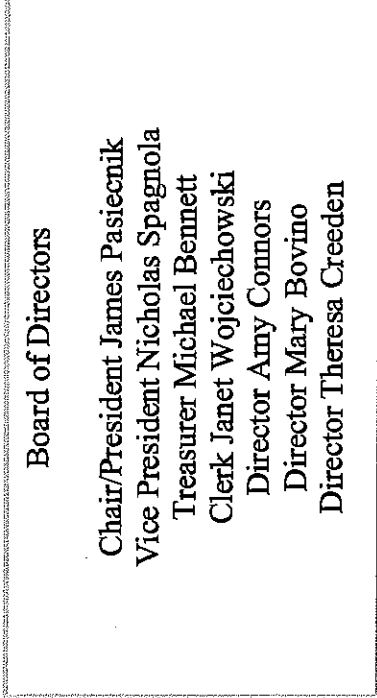 Board of Directors
Chair/President James Pasiecnik
Vice President Nicholas Spagnola
Treasurer Michael Bennett
Clerk Janet Wojciechowski
Director Amy Connors
Director Mary Bovino
Director Theresa Creeden